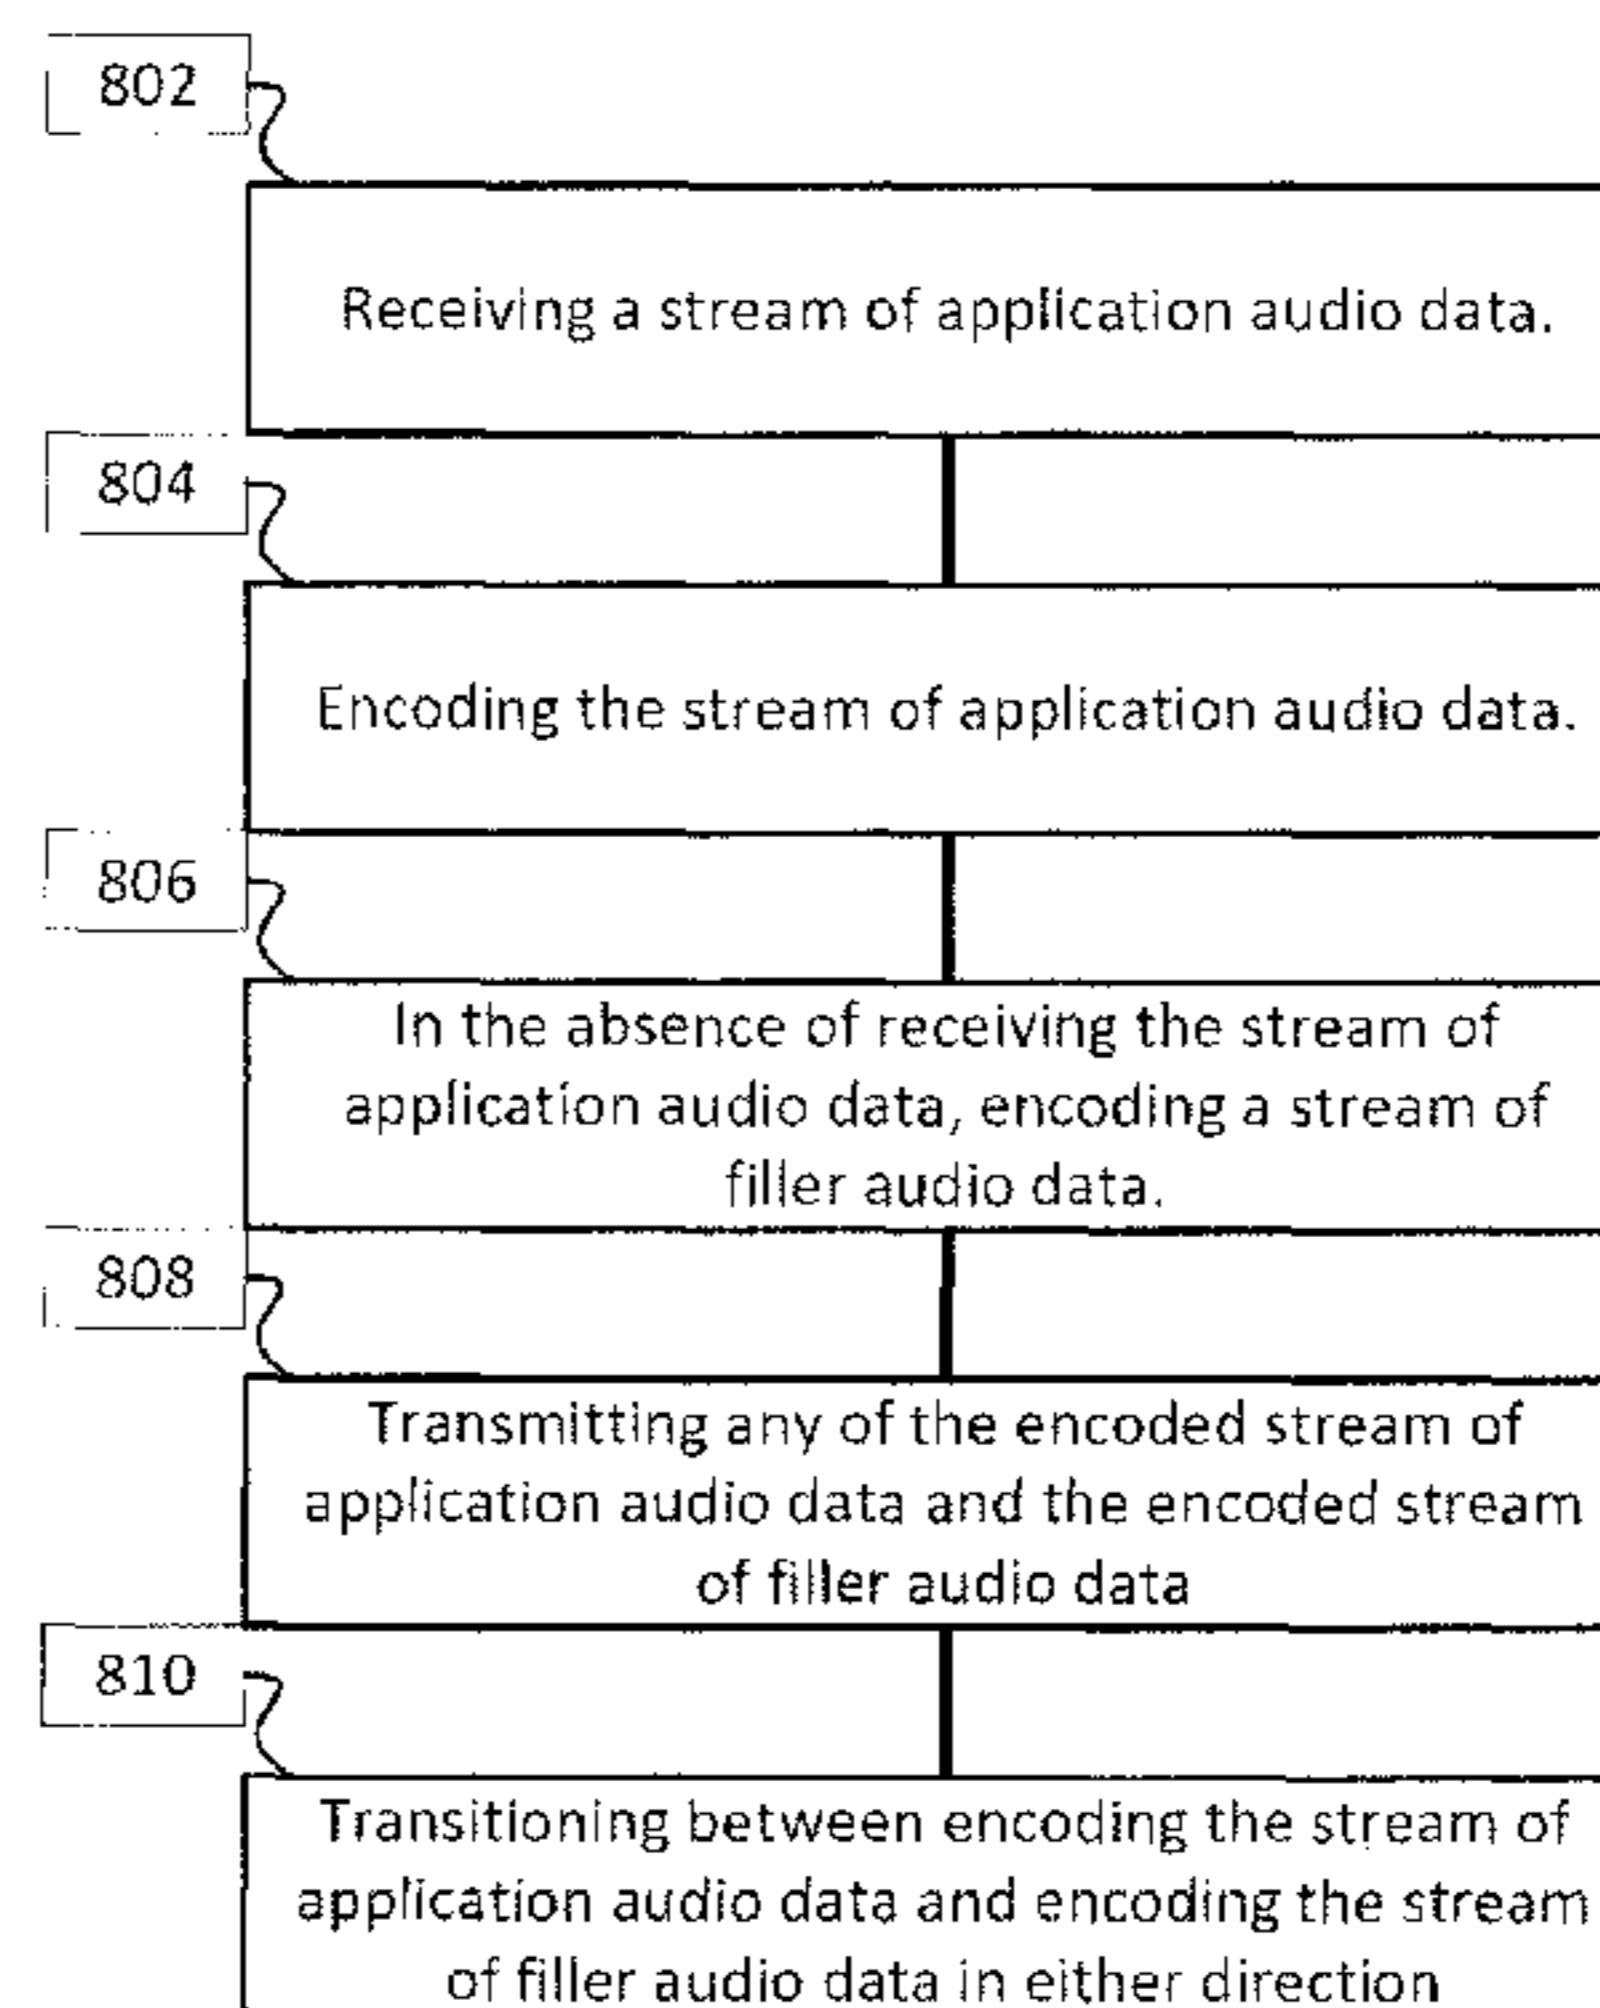 802
Receiving a stream of application audio data.
804
Encoding the stream of application audio data.
806
In the absence of receiving the stream of
application audio data, encoding a stream of
filler audio data.
808
Transmitting any of the encoded stream of
application audio data and the encoded stream
of filler audio data
810
Transitioning between encoding the stream of
application audio data and encoding the stream
of filler audio data in either direction